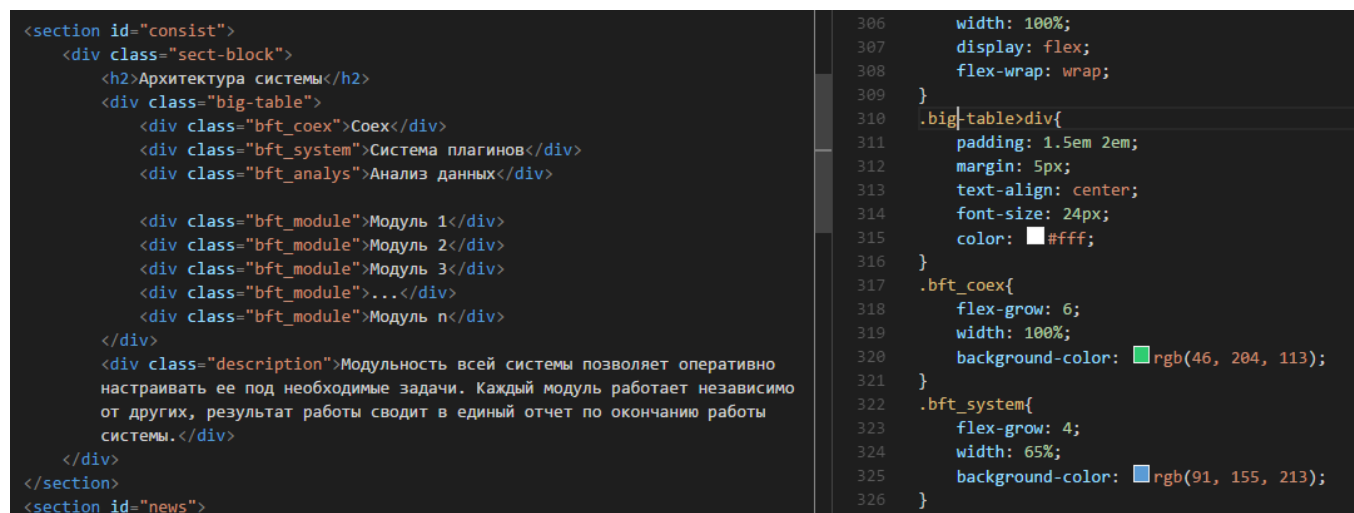 <section id="consist">
<div class="sect-block">
<h2>Архитектура системы</h2>
<div class="big-table">
<div class="bft_coex">Coex</div>
<div class="bft_system">Система плагинов</div>
<div class="bft_analys">Анализ данных</div>
<div class="bft_module">Модуль 1</div>
<div class="bft_module">Модуль 2</div>
<div class="bft_module">Модуль 3</div>
<div class="bft_module">...</div>
<div class="bft_module">Модуль n</div>
</div>
<div class="description">Модульность всей системы позволяет оперативно
настраивать ее под необходимые задачи. Каждый модуль работает независимо
от других, результат работы сводит в единый отчет по окончанию работы
системы.</div>
</div>
</section>
<section id="news">
306 width: 100%;
307 display: flex;
308 flex-wrap: wrap;
309 }
310 .big-table>div{
311 padding: 1.5em 2em;
312 margin: 5px;
313 text-align: center;
314 font-size: 24px;
315 color: #fff;
316 }
317 .bft_coex{
318 flex-grow: 6;
319 width: 100%;
320 background-color: rgb(46, 204, 113);
321 }
322 .bft_system{
323 flex-grow: 4;
324 width: 65%;
325 background-color: rgb(91, 155, 213);
326 }